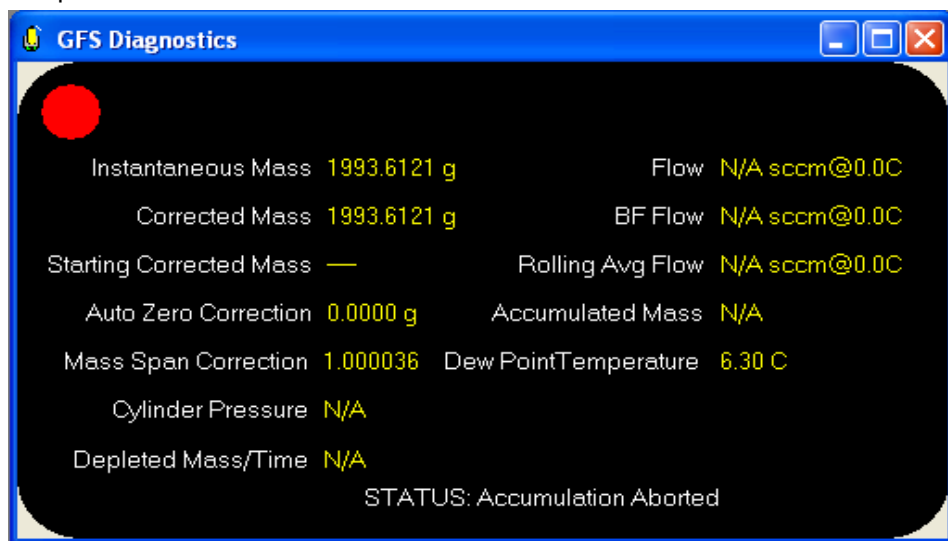 GFS Diagnostics
Instantaneous Mass 1993.6121 g Flow N/A sccm@0.0C
Corrected Mass 1993.6121 g BF Flow N/A sccm@0.0C
Starting Corrected Mass — Rolling Avg Flow N/A sccm@0.0C
Auto Zero Correction 0.0000 g Accumulated Mass N/A
Mass Span Correction 1.000036 Dew PointTemperature 6.30 C
Cylinder Pressure N/A
Depleted Mass/Time N/A
STATUS: Accumulation Aborted